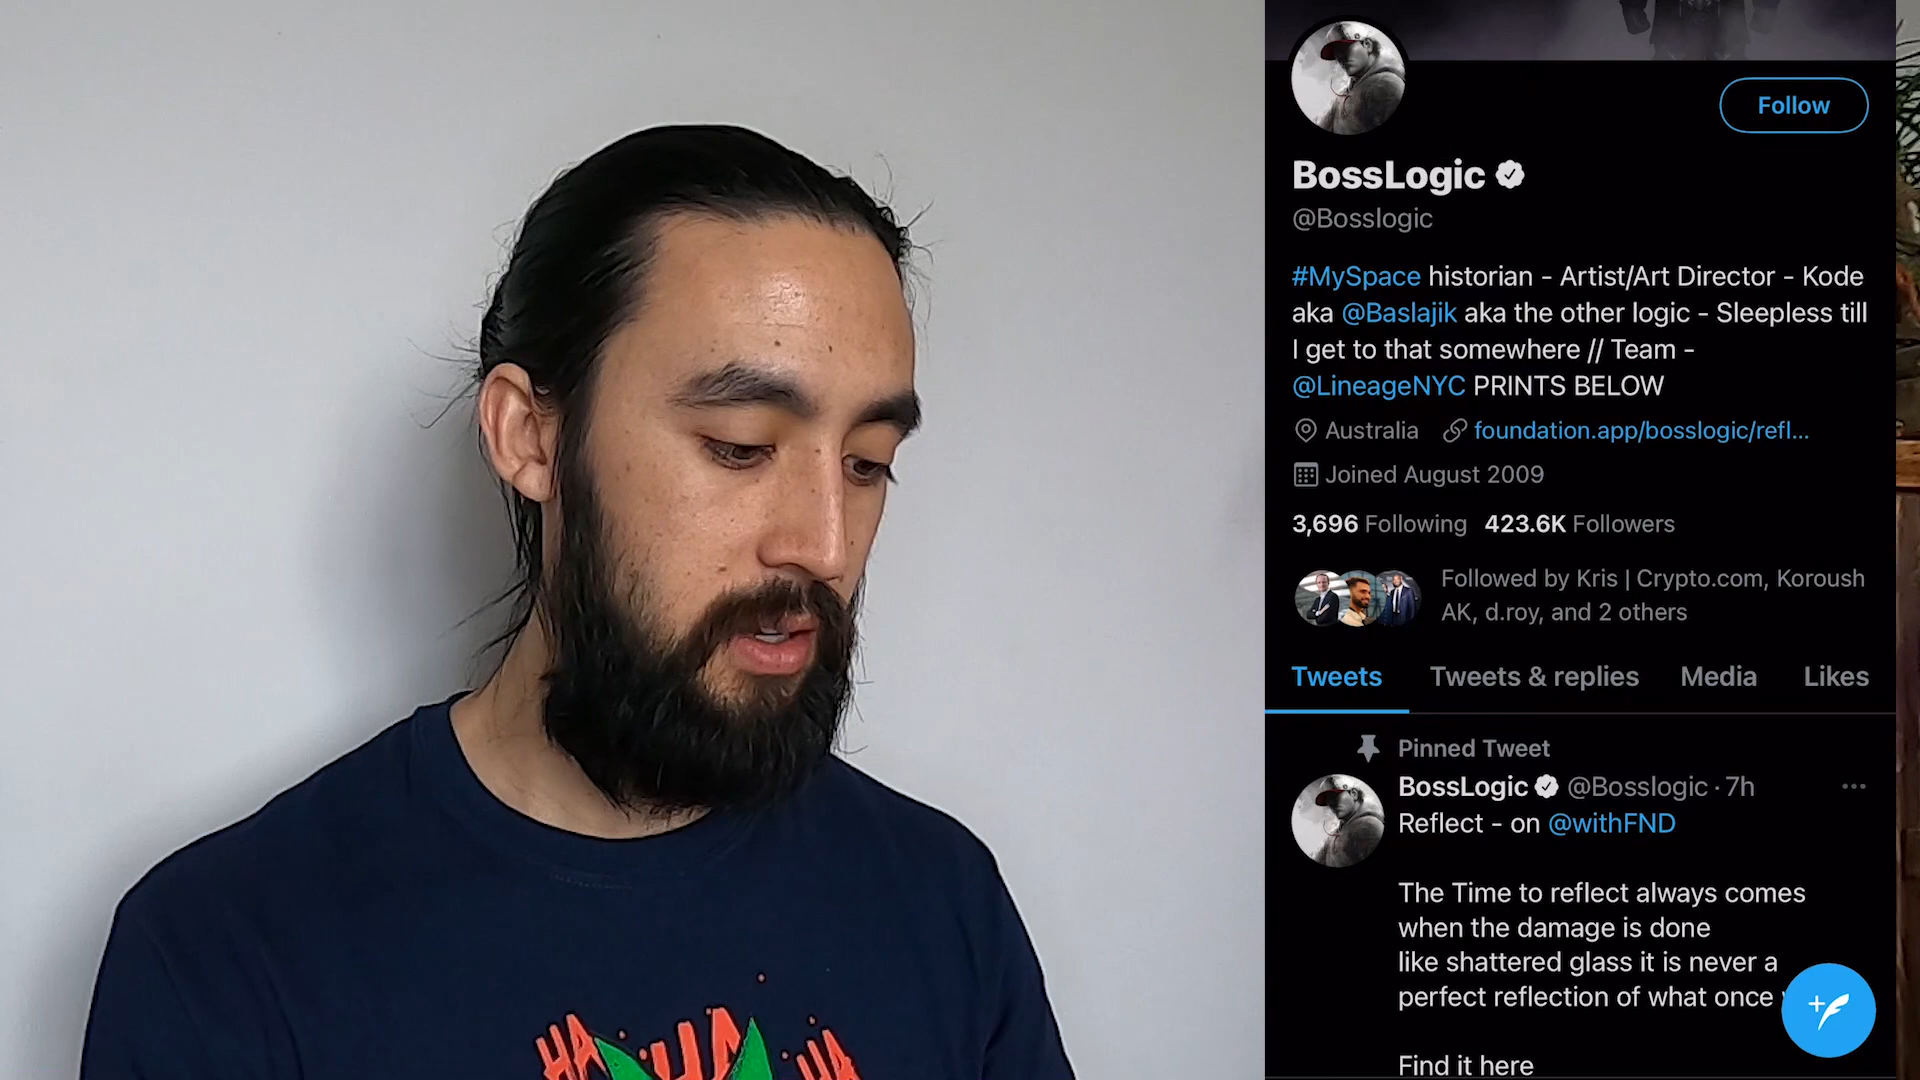 Follow
BossLogic
@Bosslogic
#MySpace historian - Artist/Art Director - Kode
aka @Baslajik aka the other logic - Sleepless till
I get to that somewhere // Team -
@LineageNYC PRINTS BELOW
Australia foundation.app/bosslogic/refl...
Joined August 2009
3,696 Following 423.6K Followers
Followed by Kris | Crypto.com, Koroush
AK, d.roy, and 2 others
Tweets Tweets & replies Media Likes
Pinned Tweet
BossLogic @Bosslogic · 7h
Reflect - on @withFND
The Time to reflect always comes
when the damage is done
like shattered glass it is never a
perfect reflection of what once
Find it here
HA HA HA